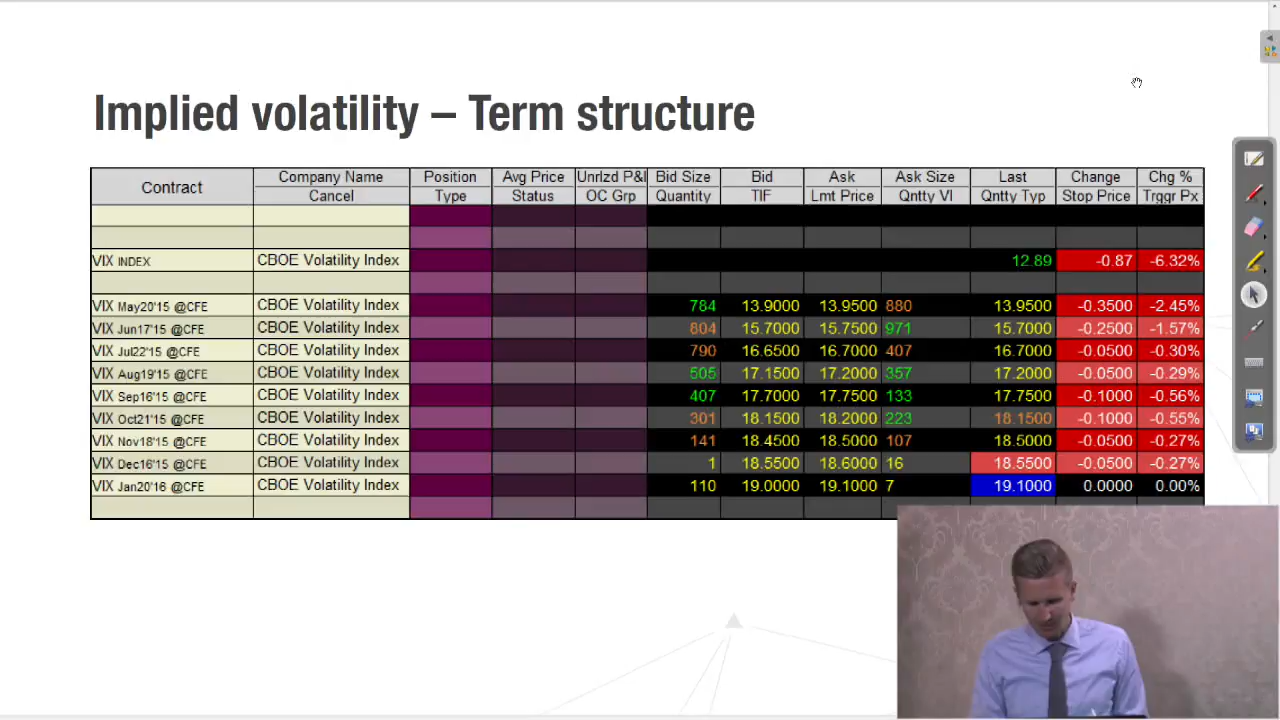 Implied volatility – Term structure
Contract Company Name Position Avg Price Unrlzd P&L Bid Size Bid Ask Ask Size Last Change Chg %
Cancel Type Status OC Grp Quantity TIF Lmt Price Qntty Vl Qntty Typ Stop Price Trggr Px
VIX INDEX CBOE Volatility Index 12.89 -0.87 -6.32%
VIX May20'15 @CFE CBOE Volatility Index 784 13.9000 13.9500 880 13.9500 -0.3500 -2.45%
VIX Jun17'15 @CFE CBOE Volatility Index 804 15.7000 15.7500 971 15.7000 -0.2500 -1.57%
VIX Jul22'15 @CFE CBOE Volatility Index 790 16.6500 16.7000 407 16.7000 -0.0500 -0.30%
VIX Aug19'15 @CFE CBOE Volatility Index 505 17.1500 17.2000 357 17.2000 -0.0500 -0.29%
VIX Sep16'15 @CFE CBOE Volatility Index 407 17.7000 17.7500 133 17.7500 -0.1000 -0.56%
VIX Oct21'15 @CFE CBOE Volatility Index 301 18.1500 18.2000 223 18.1500 -0.1000 -0.55%
VIX Nov18'15 @CFE CBOE Volatility Index 141 18.4500 18.5000 107 18.5000 -0.0500 -0.27%
VIX Dec16'15 @CFE CBOE Volatility Index 1 18.5500 18.6000 16 18.5500 -0.0500 -0.27%
VIX Jan20'16 @CFE CBOE Volatility Index 110 19.0000 19.1000 7 19.1000 0.0000 0.00%